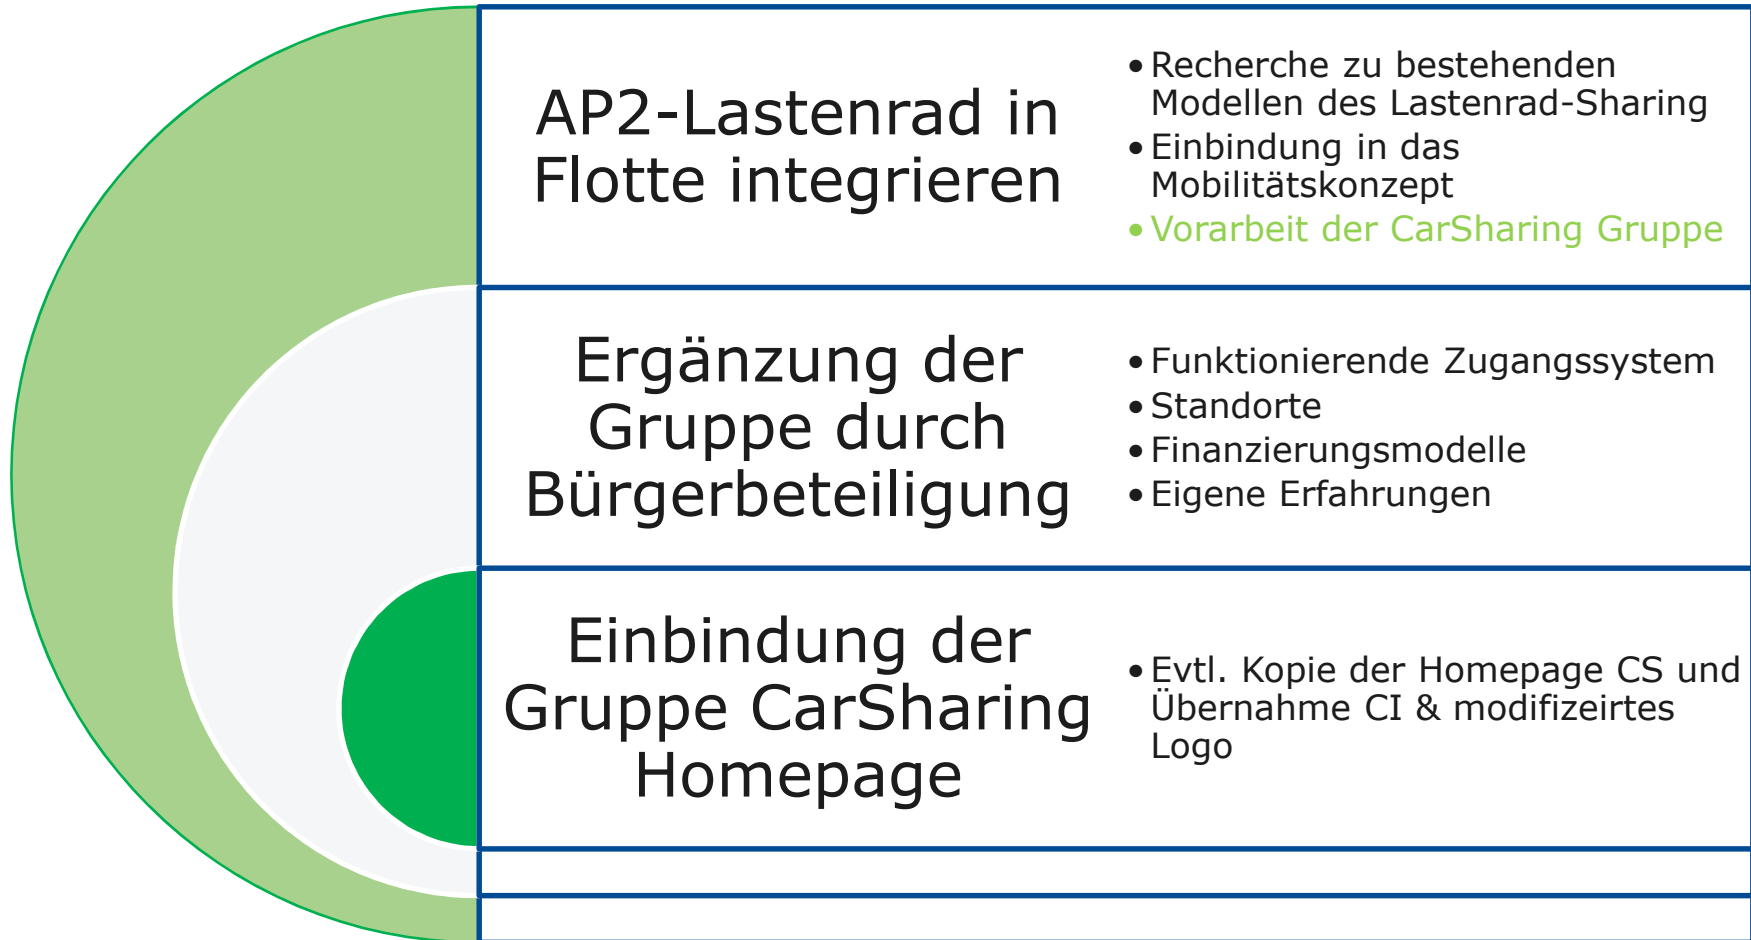 AP2-Lastenrad in
Flotte integrieren
• Recherche zu bestehenden
Modellen des Lastenrad-Sharing
• Einbindung in das
Mobilitätskonzept
• Vorarbeit der CarSharing Gruppe
Ergänzung der
Gruppe durch
Bürgerbeteiligung
• Funktionierende Zugangssystem
• Standorte
• Finanzierungsmodelle
• Eigene Erfahrungen
Einbindung der
Gruppe CarSharing
Homepage
• Evtl. Kopie der Homepage CS und
Übernahme CI & modifizeirtes
Logo